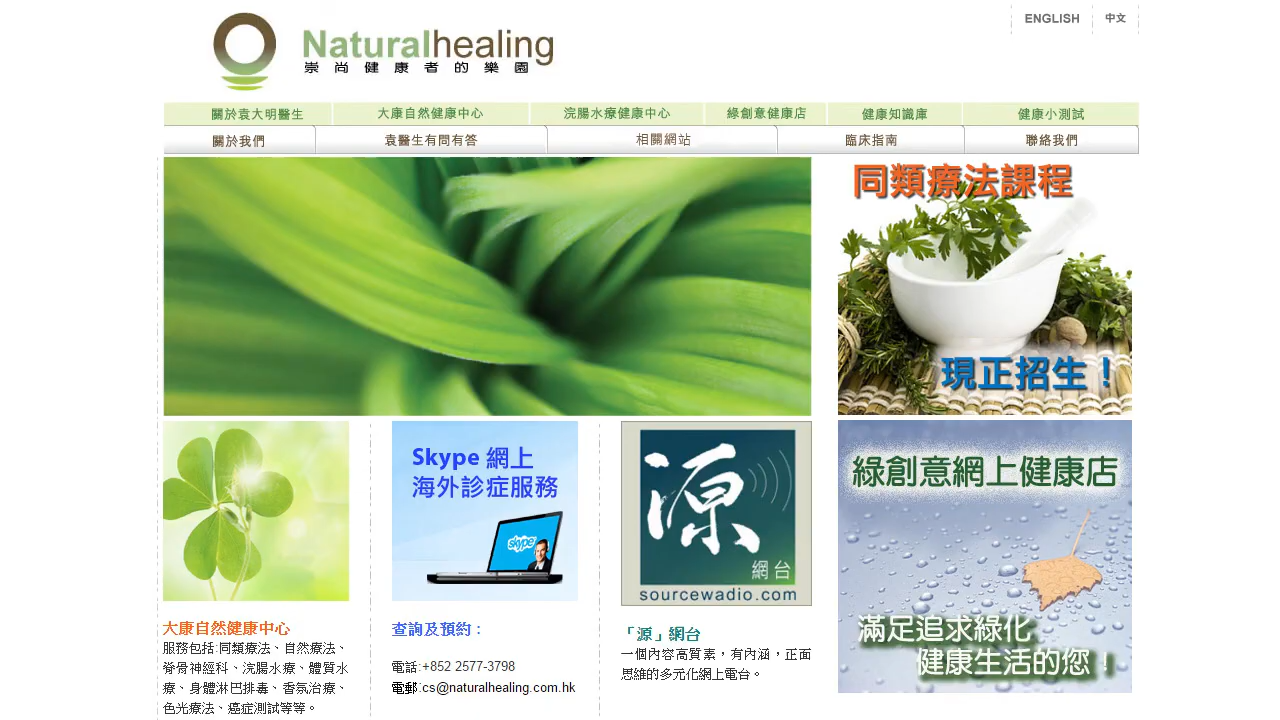 ENGLISH
中文
Naturalhealing
崇尚健康者的樂園
關於袁大明醫生
大康自然健康中心
浣腸水療健康中心
綠創意健康店
健康知識庫
健康小測試
關於我們
袁醫生有問有答
相關網站
臨床指南
聯絡我們
同類療法課程
現正招生！
Skype 網上
海外診症服務
skype
源
網台
sourcewadio.com
綠創意網上健康店
滿足追求綠化
健康生活的您！
大康自然健康中心
服務包括:同類療法、自然療法、
脊骨神經科、浣腸水療、體質水
療、身體淋巴排毒、香氛治療、
色光療法、癌症測試等等。
查詢及預約：
電話:+852 2577-3798
電郵:cs@naturalhealing.com.hk
「源」網台
一個內容高質素，有內涵，正面
思維的多元化網上電台。